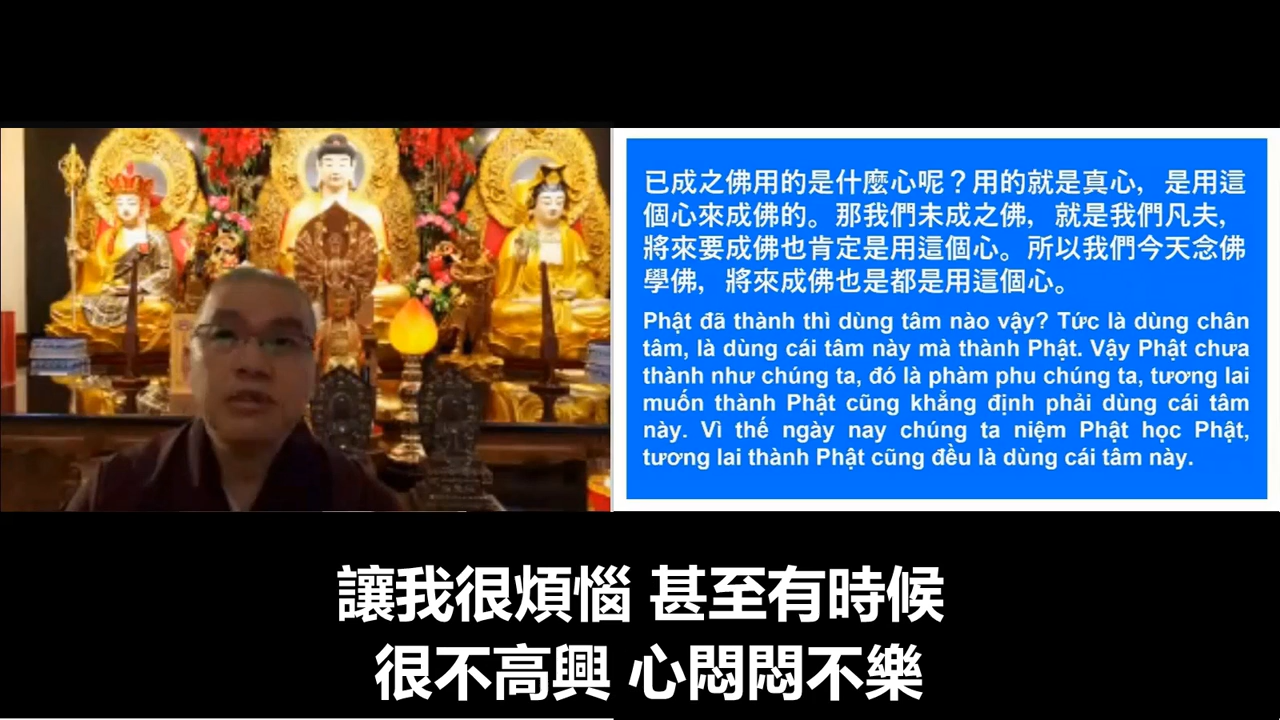 已成之佛用的是什麼心呢？用的就是真心，是用這
個心來成佛的。那我們未成之佛，就是我們凡夫，
將來要成佛也肯定是用這個心。所以我們今天念佛
學佛，將來成佛也是都是用這個心。
Phật đã thành thì dùng tâm nào vậy? Tức là dùng chân
tâm, là dùng cái tâm này mà thành Phật. Vậy Phật chưa
thành như chúng ta, đó là phàm phu chúng ta, tương lai
muốn thành Phật cũng khẳng định phải dùng cái tâm
này. Vì thế ngày nay chúng ta niệm Phật học Phật,
tương lai thành Phật cũng đều là dùng cái tâm này.
讓我很煩惱 甚至有時候
很不高興 心悶悶不樂